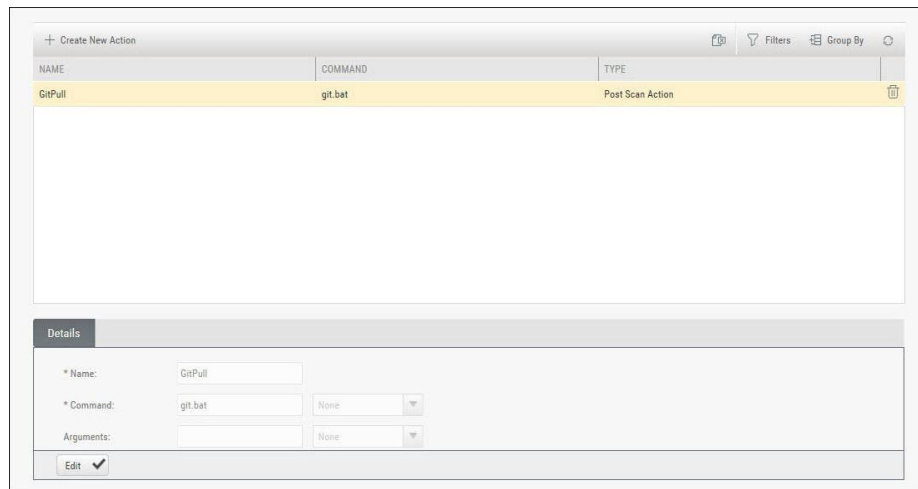 Create New Action Filters Group By
NAME COMMAND TYPE
GitPull git.bat Post Scan Action
Details
* Name: GitPull
* Command: git.bat None
Arguments: None
Edit